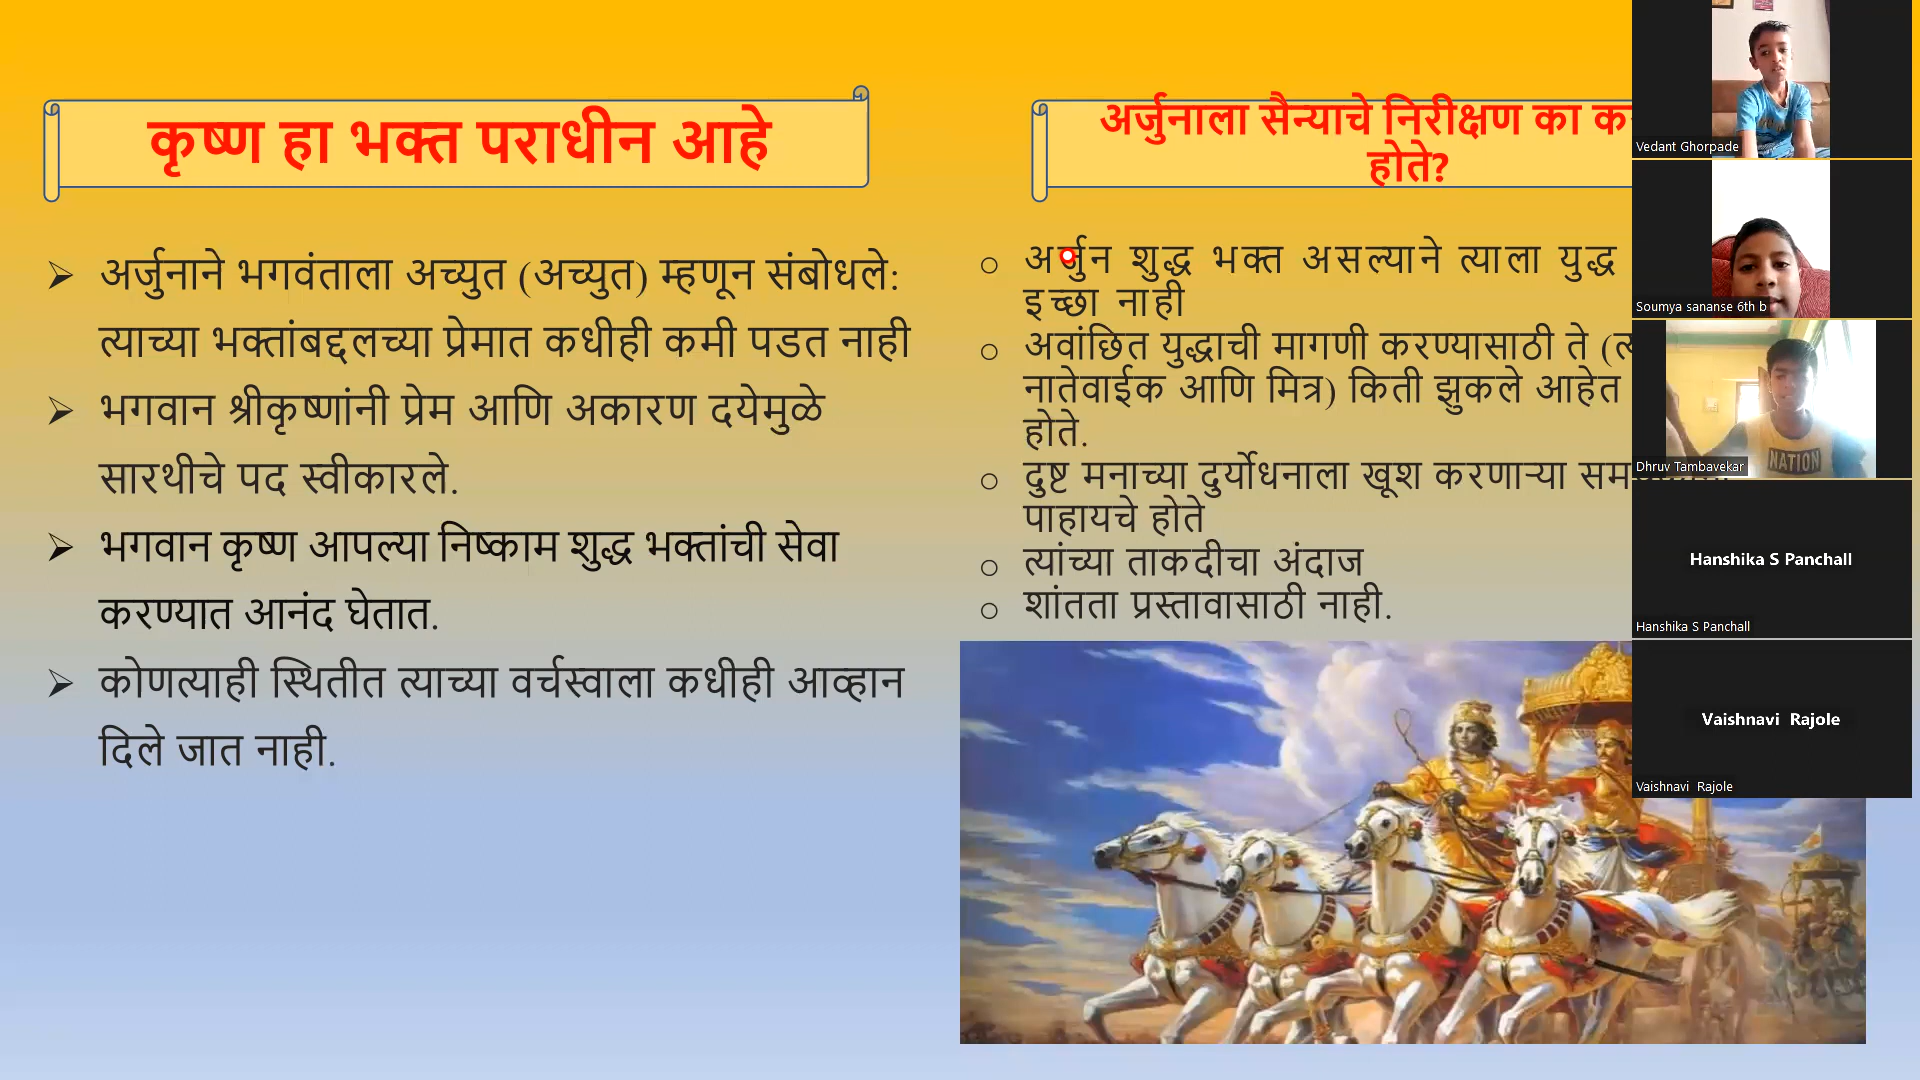 कृष्ण हा भक्त पराधीन आहे
➢ अर्जुनाने भगवंताला अच्युत (अच्युत) म्हणून संबोधले:
त्याच्या भक्तांबद्दलच्या प्रेमात कधीही कमी पडत नाही
➢ भगवान श्रीकृष्णांनी प्रेम आणि अकारण दयेमुळे
सारथीचे पद स्वीकारले.
➢ भगवान कृष्ण आपल्या निष्काम शुद्ध भक्तांची सेवा
करण्यात आनंद घेतात.
➢ कोणत्याही स्थितीत त्याच्या वर्चस्वाला कधीही आव्हान
दिले जात नाही.
अर्जुनाला सैन्याचे निरीक्षण का
होते?
o अर्जुन शुद्ध भक्त असल्याने त्याला युद्ध
इच्छा नाही
o अवांछित युद्धाची मागणी करण्यासाठी ते
नातेवाईक आणि मित्र) किती झुकले आहेत
होते.
o दुष्ट मनाच्या दुर्योधनाला खूश करणाऱ्या
पाहायचे होते
o त्यांच्या ताकदीचा अंदाज
o शांतता प्रस्तावासाठी नाही.
Vedant Ghorpade
Soumya sananse 6th b
NATION
Dhruv Tambavekar
Hanshika S Panchall
Hanshika S Panchall
Vaishnavi Rajole
Vaishnavi Rajole